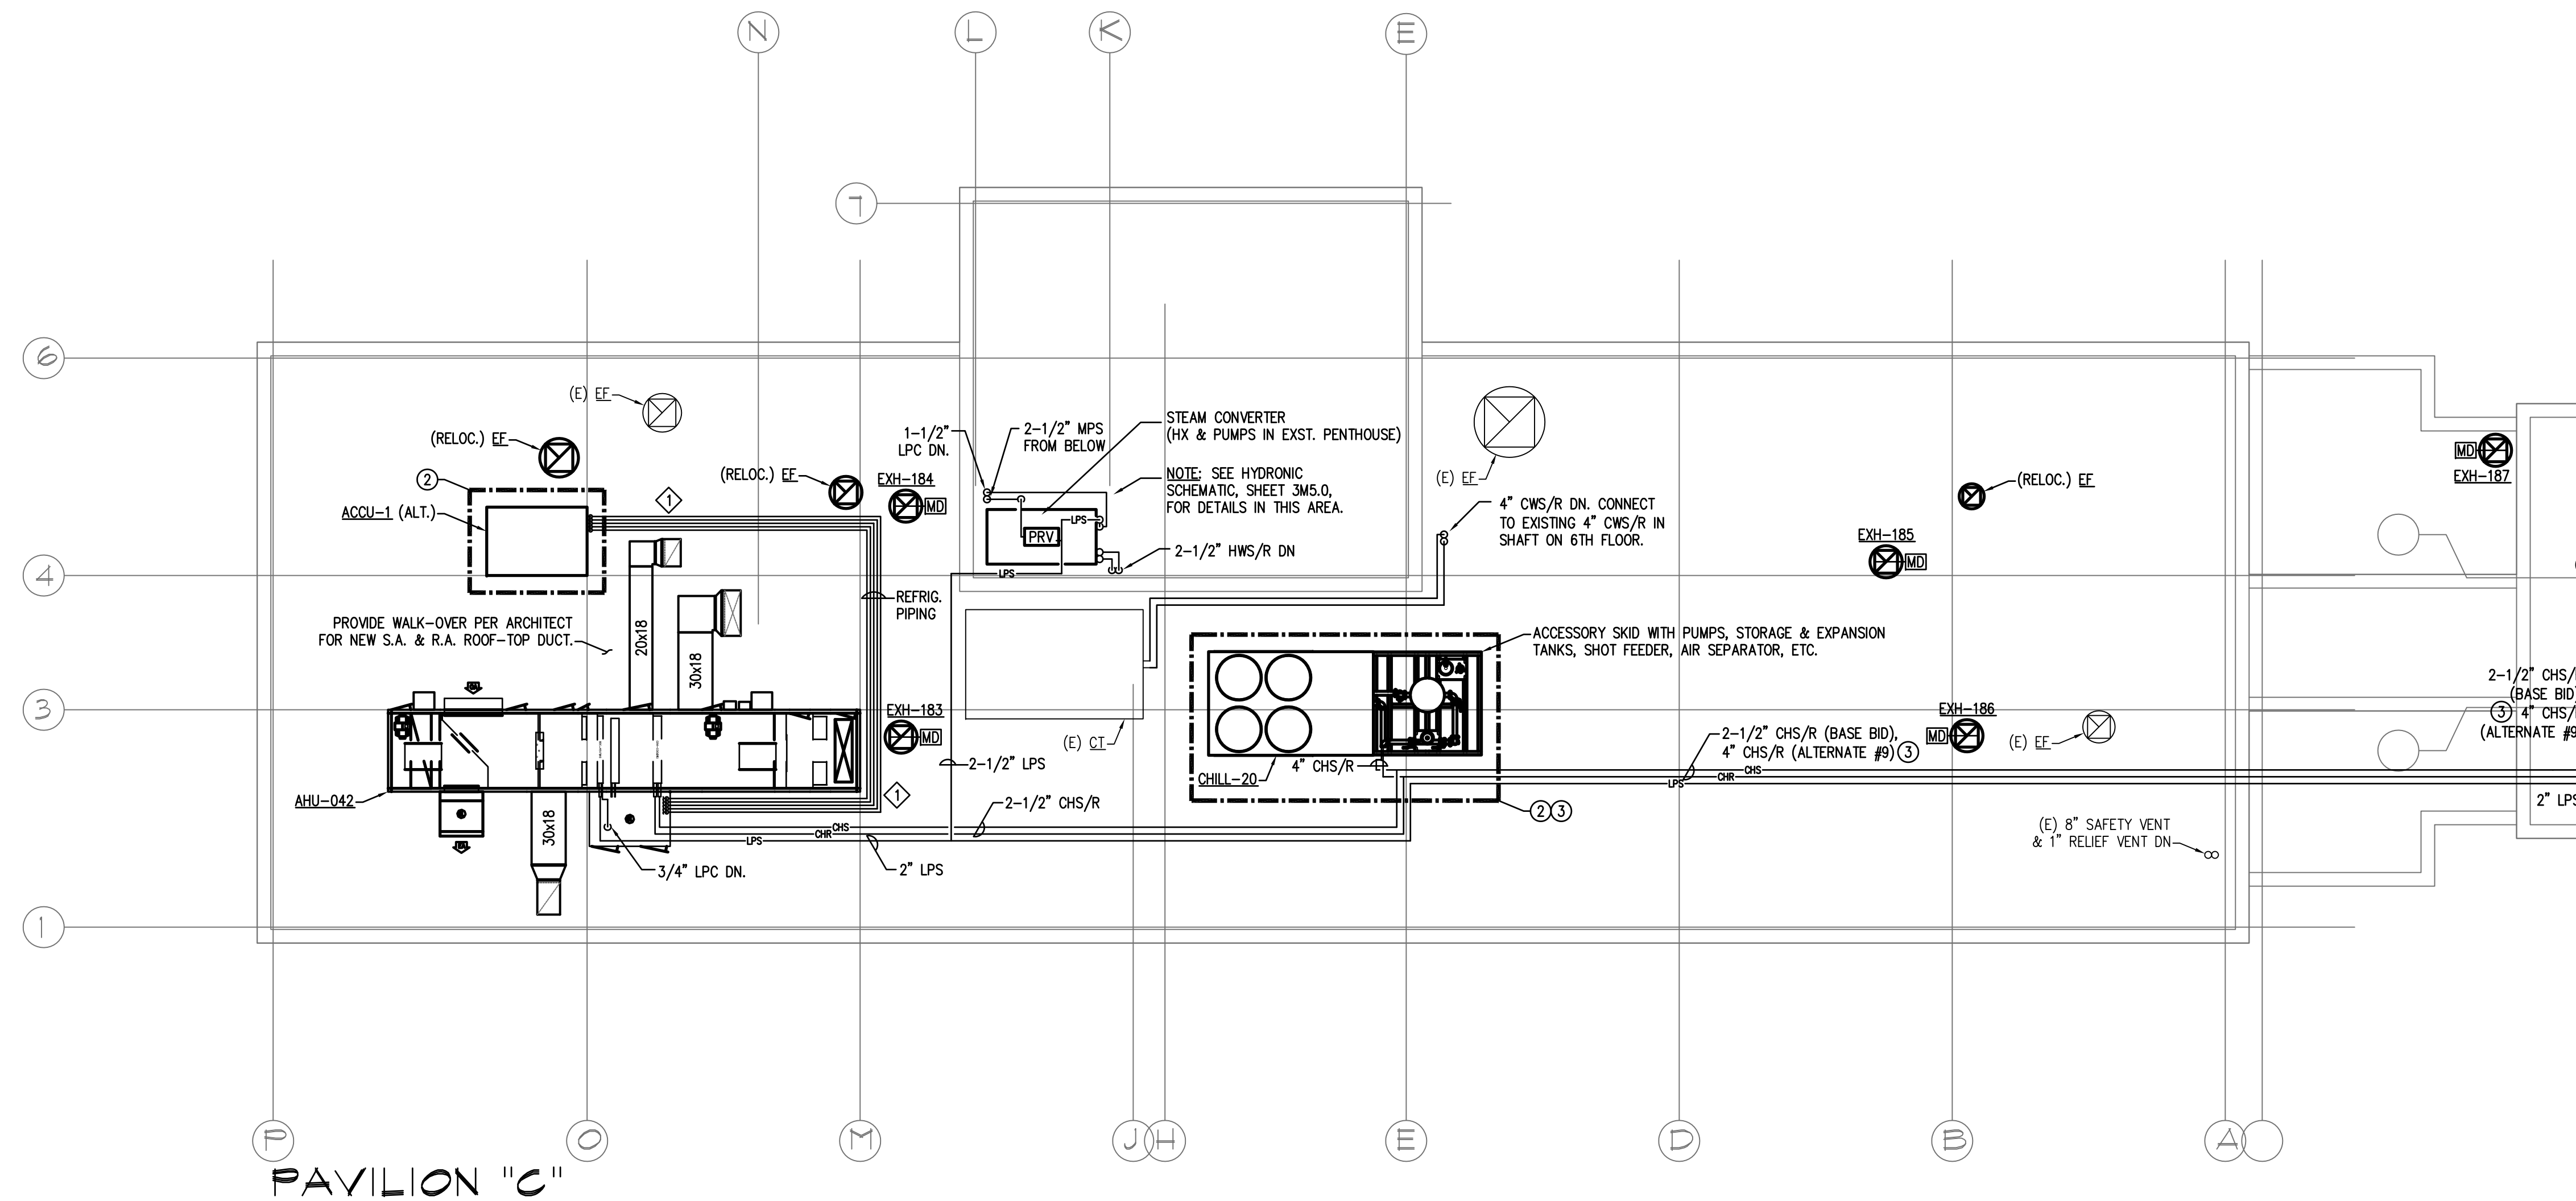 N
L
K
E
7
6
(E) EF
(RELOC.) EF
2
ACCU-1 (ALT.)
1
(RELOC.) EF
EXH-184
MD
1-1/2"
LPC DN.
2-1/2" MPS
FROM BELOW
STEAM CONVERTER
(HX & PUMPS IN EXST. PENTHOUSE)
NOTE: SEE HYDRONIC
SCHEMATIC, SHEET 3M5.0,
FOR DETAILS IN THIS AREA.
LPS
PRV
2-1/2" HWS/R DN
LPS
(E) EF
4" CWS/R DN. CONNECT
TO EXISTING 4" CWS/R IN
SHAFT ON 6TH FLOOR.
(RELOC.) EF
EXH-185
MD
MD
EXH-187
4
REFRIG.
PIPING
PROVIDE WALK-OVER PER ARCHITECT
FOR NEW S.A. & R.A. ROOF-TOP DUCT.
20x18
30x18
ACCESSORY SKID WITH PUMPS, STORAGE & EXPANSION
TANKS, SHOT FEEDER, AIR SEPARATOR, ETC.
3
EXH-183
MD
(E) CT
2-1/2" LPS
CHILL-20
4" CHS/R
2-1/2" CHS/R (BASE BID),
4" CHS/R (ALTERNATE #9) 3
CHS
CHR
LPS
EXH-186
MD
(E) EF
2-1/2" CHS/
(BASE BID
3 4" CHS/
(ALTERNATE #9
2" LPS
AHU-042
1
30x18
2-1/2" CHS/R
CHS
CHR
LPS
2 3
3/4" LPC DN.
2" LPS
(E) 8" SAFETY VENT
& 1" RELIEF VENT DN
1
P
O
M
J
H
E
D
B
A
PAVILION "C"